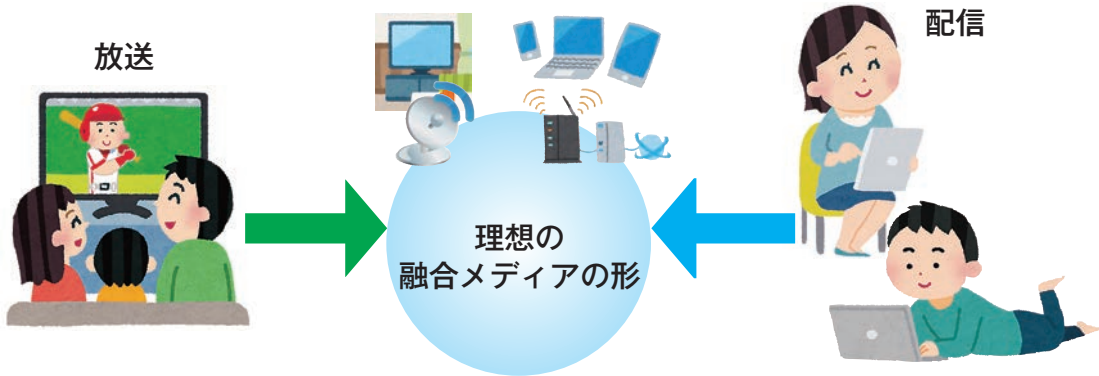 放送
配信
理想の
融合メディアの形